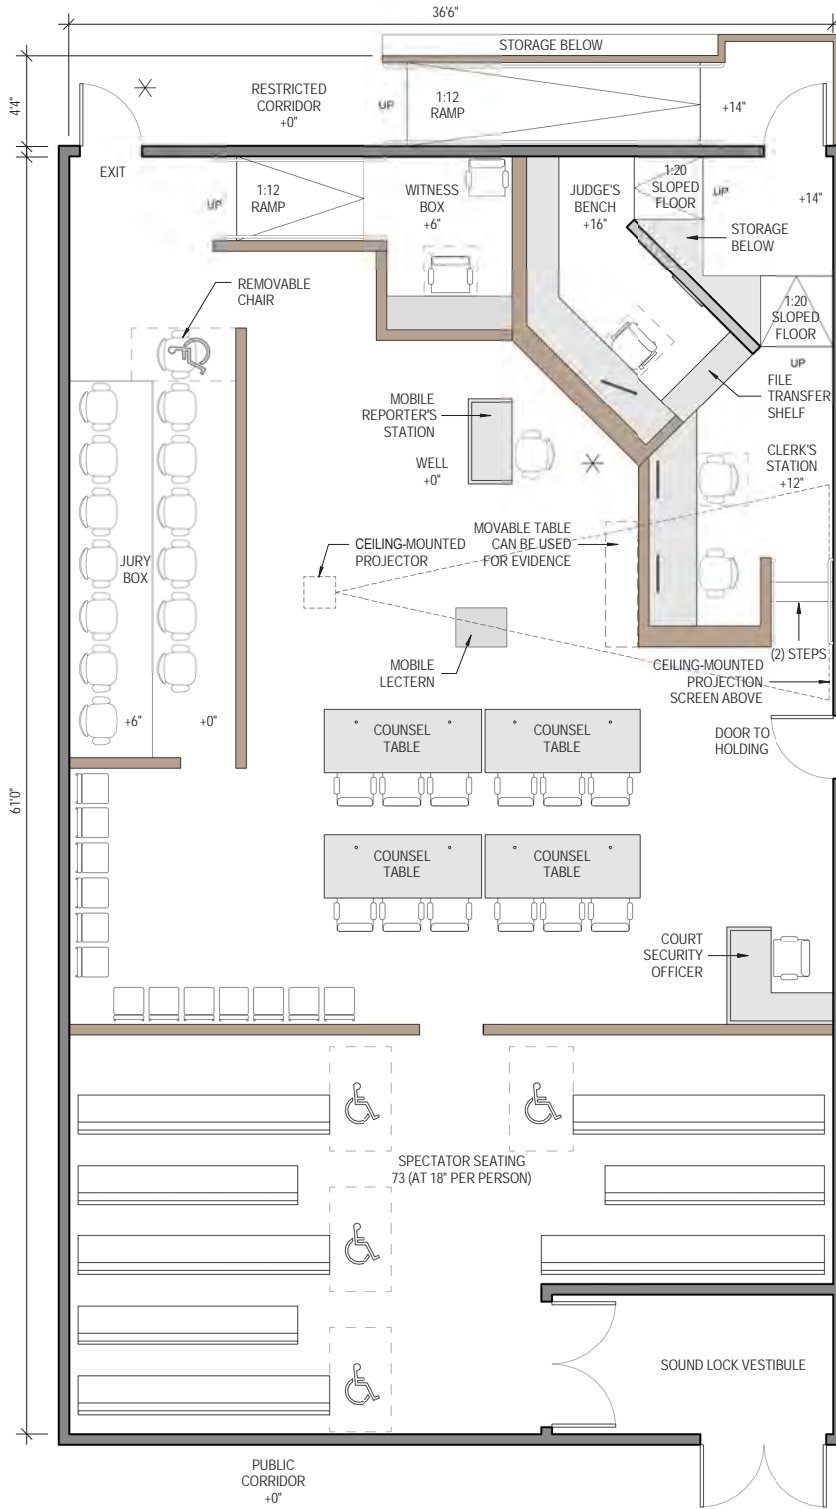 36'6"
STORAGE BELOW
4'4"
RESTRICTED
CORRIDOR
+0"
UP
1:12
RAMP
+14"
EXIT
UP
1:12
RAMP
WITNESS
BOX
+6"
JUDGE'S
BENCH
+16"
1:20
SLOPED
FLOOR
UP
+14"
STORAGE
BELOW
REMOVABLE
CHAIR
1:20
SLOPED
FLOOR
UP
FILE
TRANSFER
SHELF
MOBILE
REPORTER'S
STATION
WELL
+0"
CLERK'S
STATION
+12"
CEILING-MOUNTED
PROJECTOR
MOVABLE TABLE
CAN BE USED
FOR EVIDENCE
JURY
BOX
MOBILE
LECTERN
(2) STEPS
CEILING-MOUNTED
PROJECTION
SCREEN ABOVE
+6"
+0"
COUNSEL
TABLE
COUNSEL
TABLE
DOOR TO
HOLDING
61'0"
COUNSEL
TABLE
COUNSEL
TABLE
COURT
SECURITY
OFFICER
SPECTATOR SEATING
73 (AT 18" PER PERSON)
SOUND LOCK VESTIBULE
PUBLIC
CORRIDOR
+0"